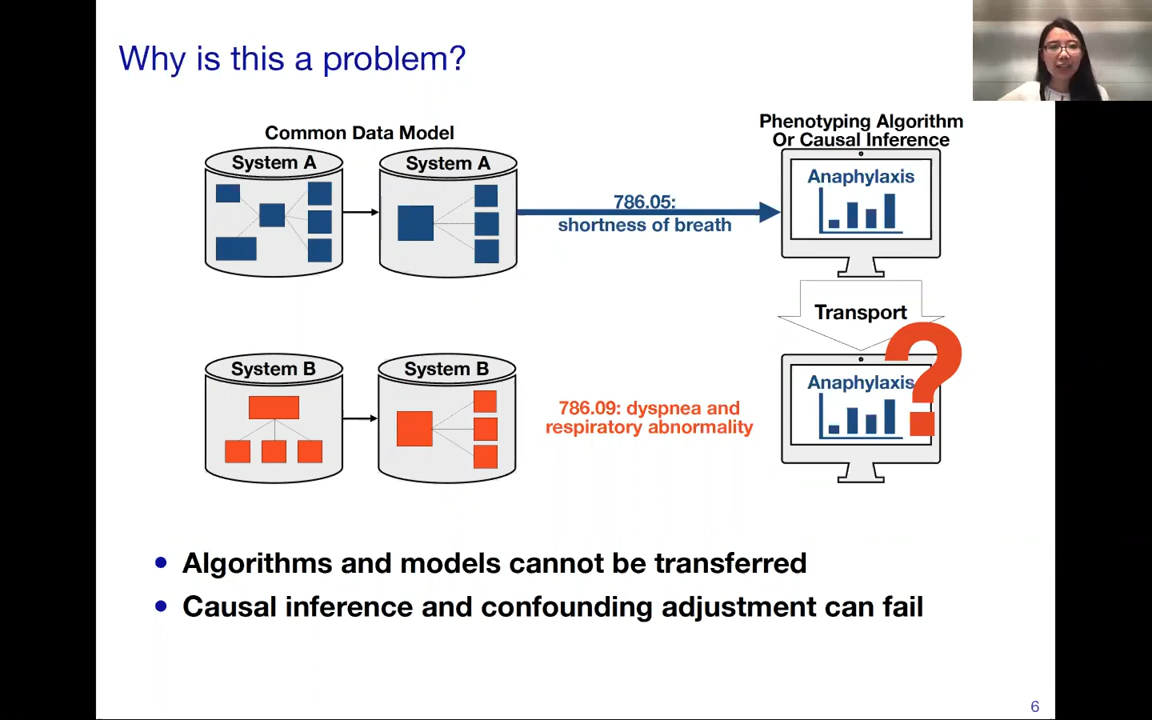 Why is this a problem?
Common Data Model
Phenotyping Algorithm
Or Causal Inference
System A
System A
786.05:
shortness of breath
Anaphylaxis
Transport
System B
System B
786.09: dyspnea and
respiratory abnormality
Anaphylaxis
?
• Algorithms and models cannot be transferred
• Causal inference and confounding adjustment can fail
6